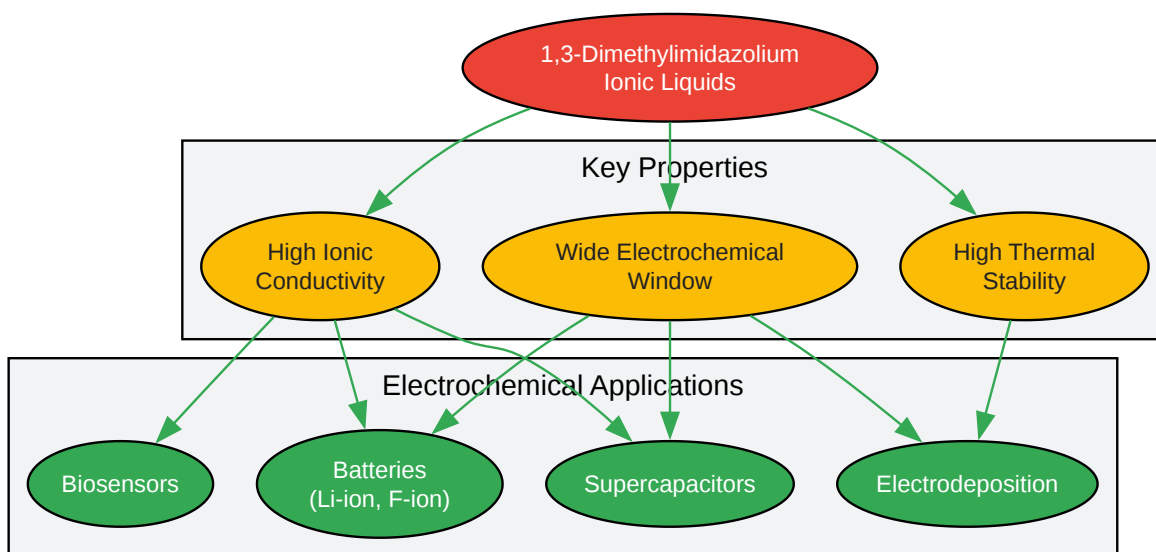 1,3-Dimethylimidazolium
Ionic Liquids
Key Properties
High Ionic
Conductivity
Wide Electrochemical
Window
High Thermal
Stability
Electrochemical Applications
Biosensors
Batteries
(Li-ion, F-ion)
Supercapacitors
Electrodeposition